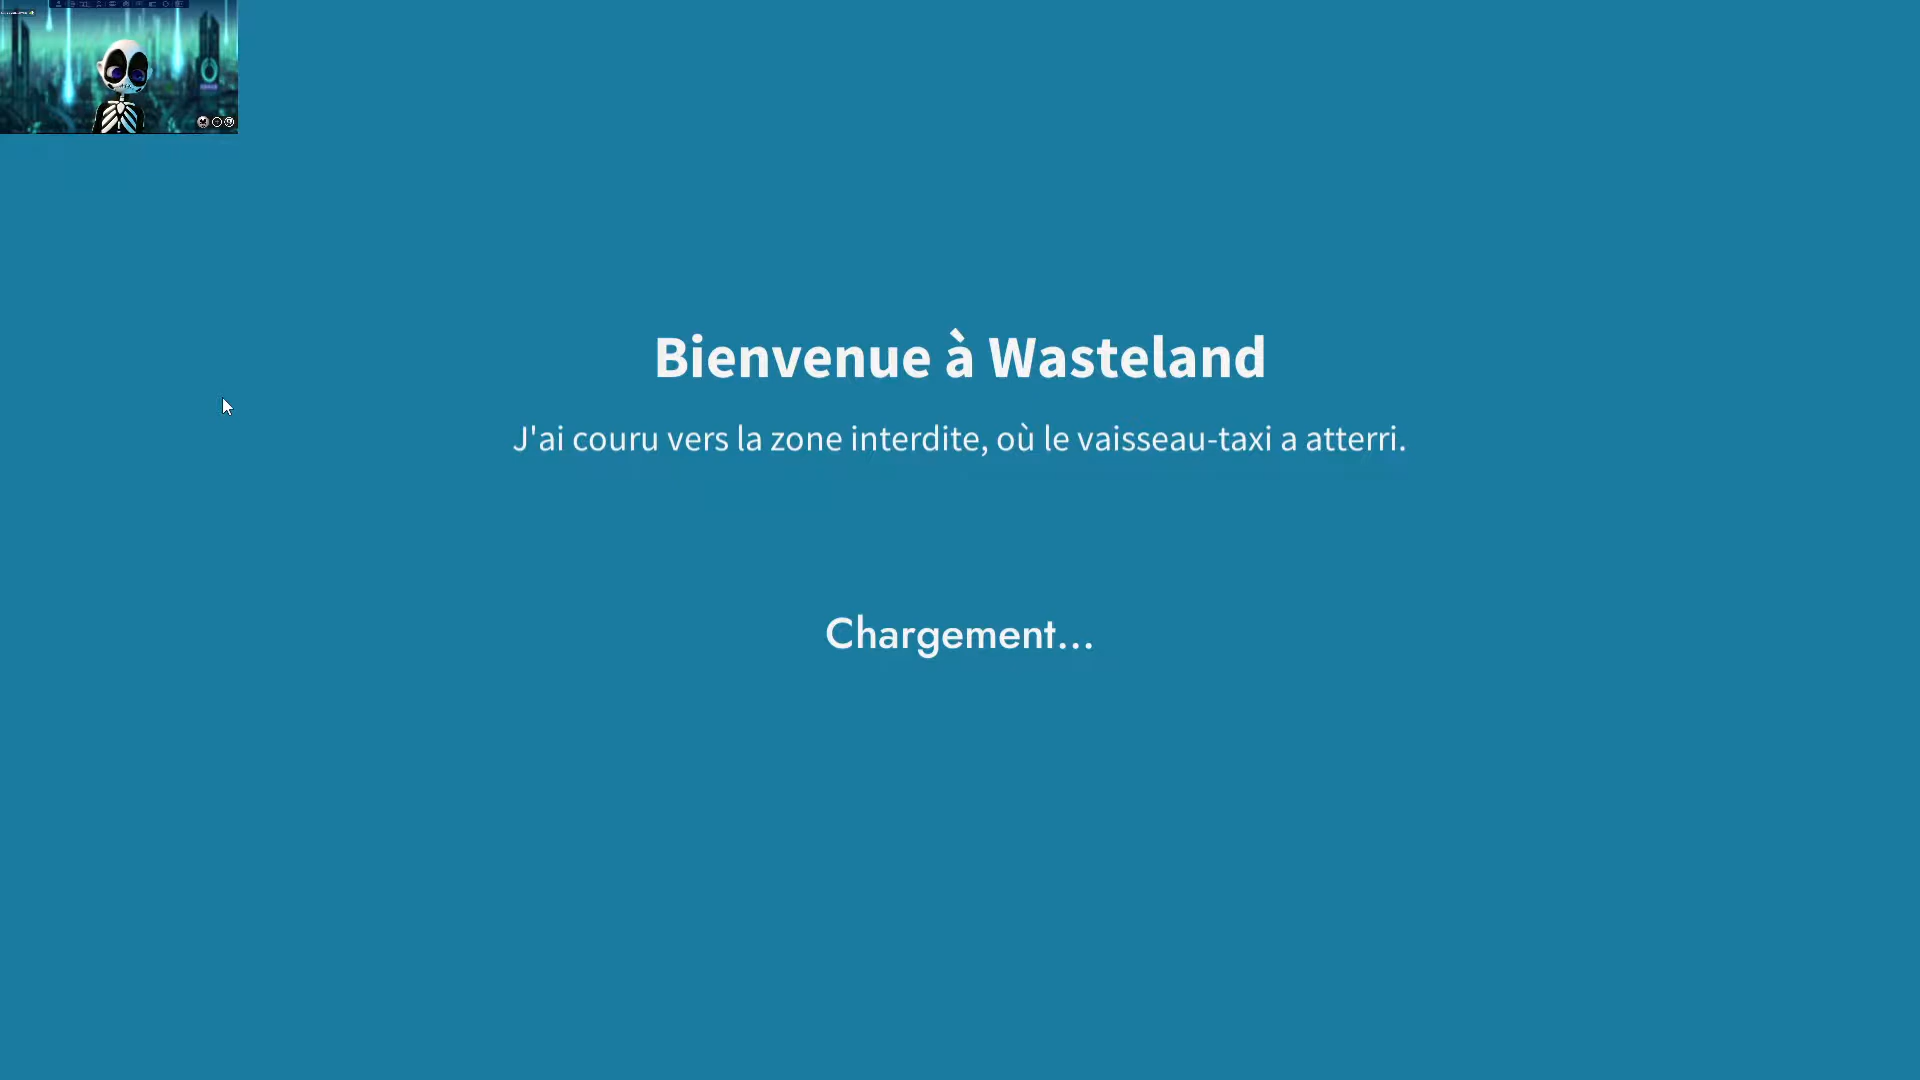 Bienvenue à Wasteland
J'ai couru vers la zone interdite, où le vaisseau-taxi a atterri.
Chargement...